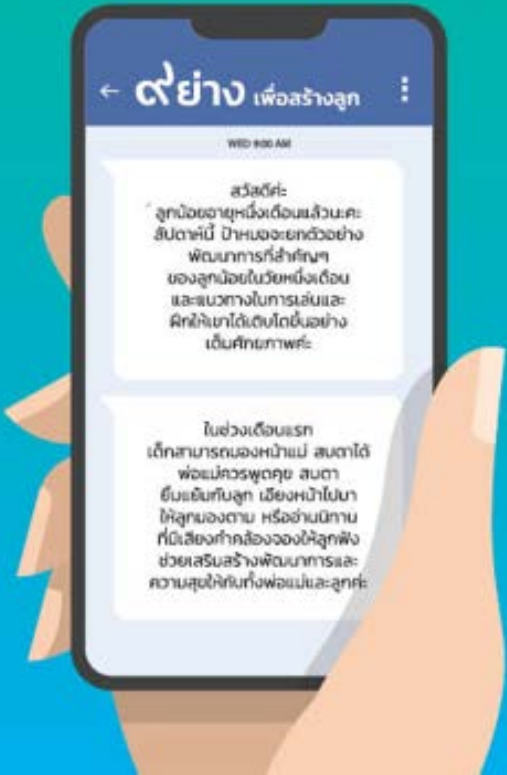 ๙ย่าง เพื่อสร้างลูก
WED 9:00 AM
สวัสดีค่ะ
ลูกน้อยอายุหนึ่งเดือนแล้วนะคะ
สัปดาห์นี้ ป้าหมอจะยกตัวอย่าง
พัฒนาการที่สำคัญๆ
ของลูกน้อยในวัยหนึ่งเดือน
และแนวทางในการเล่นและ
ฝึกให้เขาได้เติบโตขึ้นอย่าง
เต็มศักยภาพค่ะ
ในช่วงเดือนแรก
เด็กสามารถมองหน้าแม่ สบตาได้
พ่อแม่ควรพูดคุย สบตา
ยิ้มแย้มกับลูก เอียงหน้าไปมา
ให้ลูกมองตาม หรืออ่านนิทาน
ที่มีเสียงคำคล้องจองให้ลูกฟัง
ช่วยเสริมสร้างพัฒนาการและ
ความสุขให้กับทั้งพ่อแม่และลูกค่ะ